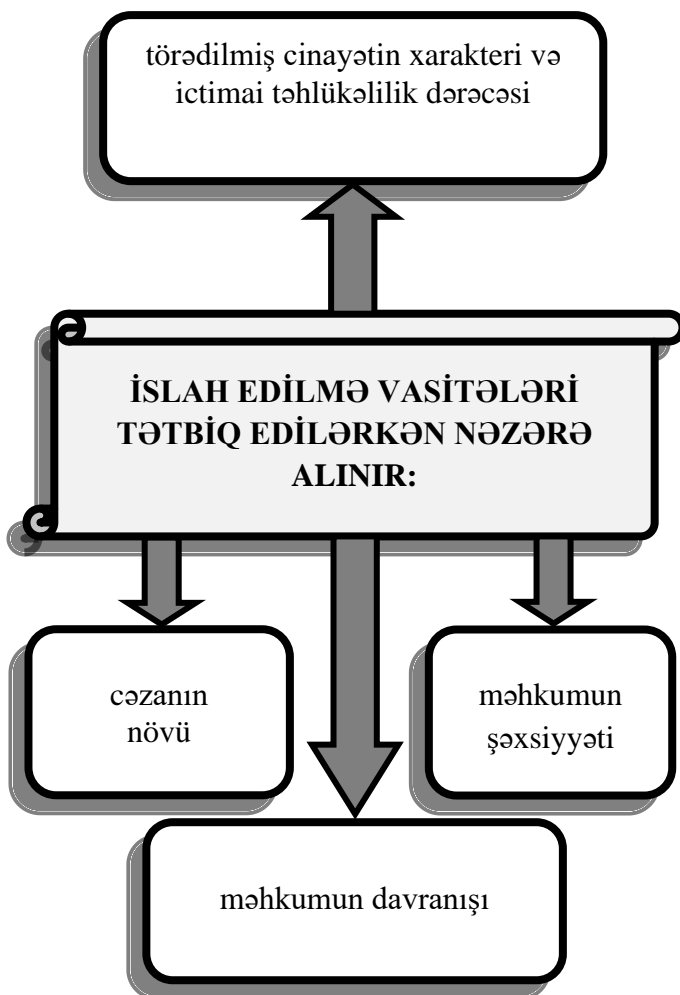 törədilmiş cinayətin xarakteri və
ictimai təhlükəlilik dərəcəsi
İSLAH EDİLMƏ VASİTƏLƏRİ
TƏTBİQ EDİLƏRKƏN NƏZƏRƏ
ALINIR:
cəzanın
növü
məhkumun
şəxsiyyəti
məhkumun davranışı